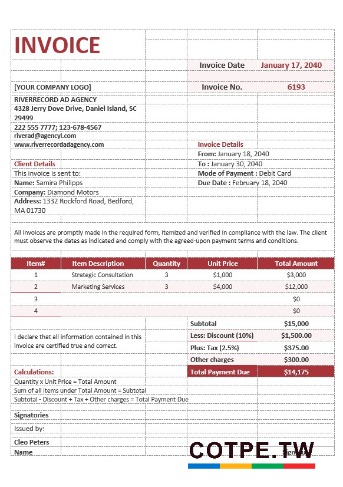 INVOICE
Invoice Date January 17, 2040
[YOUR COMPANY LOGO] Invoice No. 6193
RIVERRECORD AD AGENCY
4328 Jerry Dove Drive, Daniel Island, SC
29499
222 555 7777; 123-678-4567
riverad@agencyl.com
www.riverrecordadagency.com Invoice Details
From: January 18, 2040
Client Details To : January 30, 2040
This invoice is sent to: Mode of Payment : Debit Card
Name: Samira Philipps Due Date : February 18, 2040
Company: Diamond Motors
Address: 1332 Rockford Road, Bedford,
MA 01730
All invoices are promptly made in the required form, itemized and verified in compliance with the law. The client
must observe the dates as indicated and comply with the agreed-upon payment terms and conditions.
Item# Item Description Quantity Unit Price Total Amount
1 Strategic Consultation 3 $1,000 $3,000
2 Marketing Services 3 $4,000 $12,000
3 $0
4 $0
Subtotal $15,000
I declare that all information contained in this Less: Discount (10%) $1,500.00
invoice are certified true and correct. Plus: Tax (2.5%) $375.00
Other charges $300.00
Calculations: Total Payment Due $14,175
Quantity x Unit Price = Total Amount
Sum of all items under Total Amount = Subtotal
Subtotal - Discount + Tax + Other charges = Total Payment Due
Signatories
Issued by:
Cleo Peters
Name
COTPE.TW